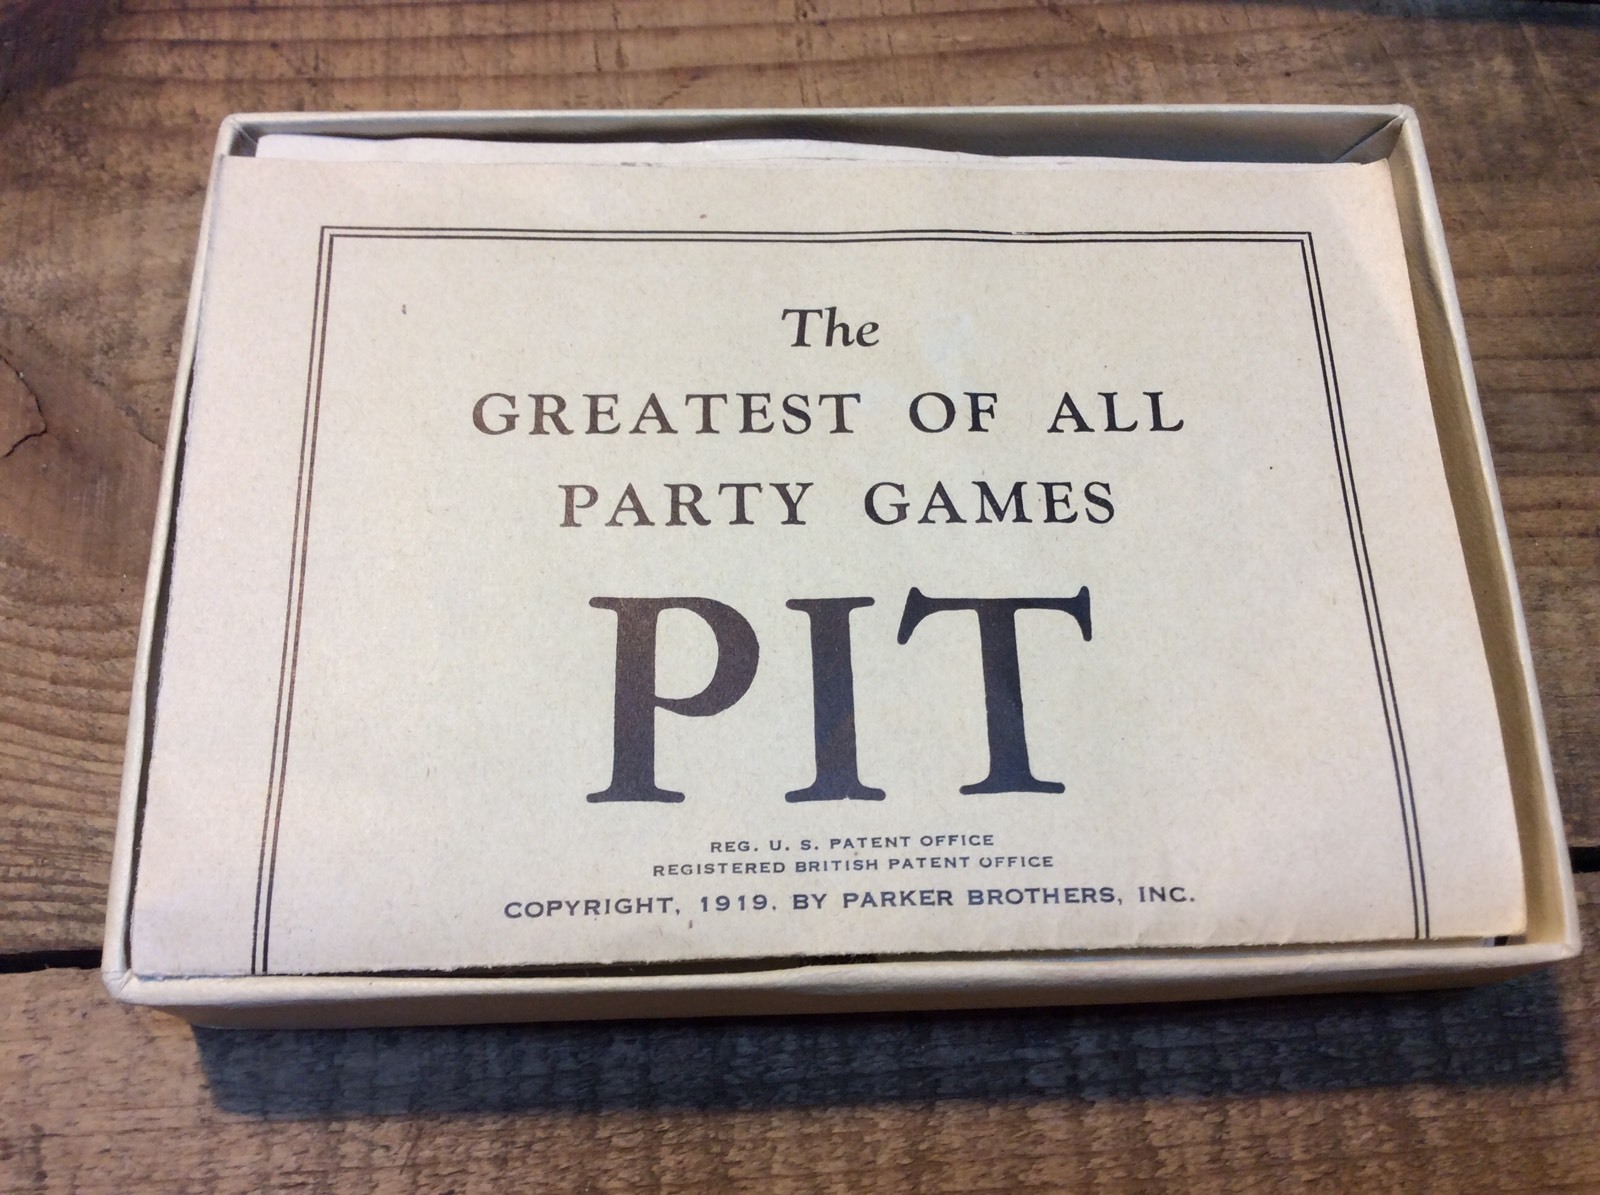 The
GREATEST OF ALL
PARTY GAMES
PIT
REG. U. S. PATENT OFFICE
REGISTERED BRITISH PATENT OFFICE
COPYRIGHT, 1919. BY PARKER BROTHERS, INC.